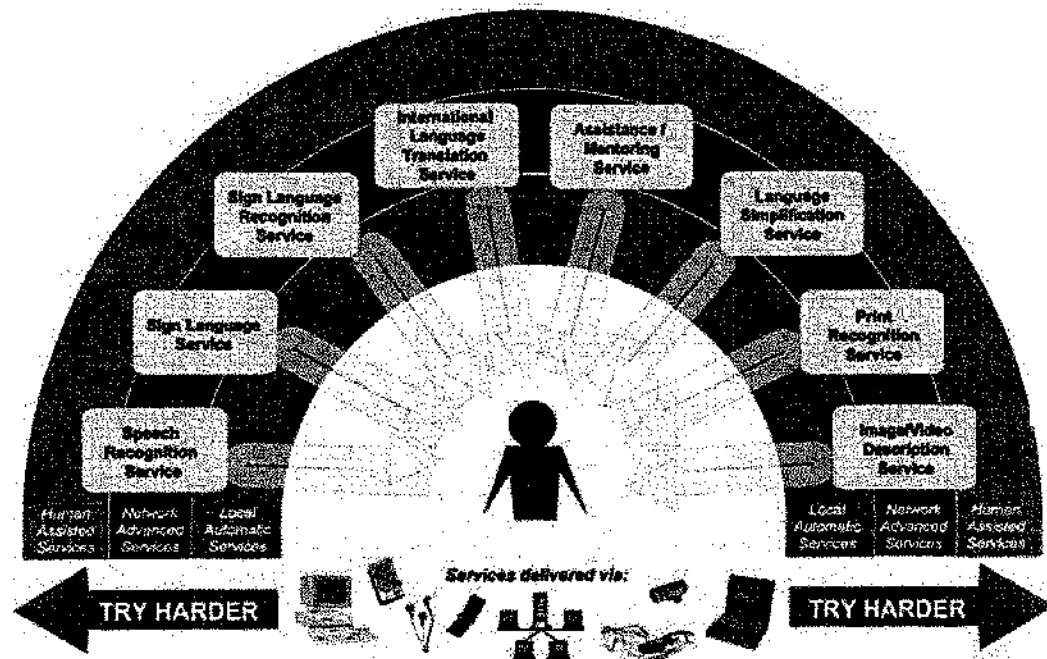 International
Language
Translation
Service
Assistance /
Mentoring
Service
Sign Language
Recognition
Service
Language
Simplification
Service
Sign Language
Service
Print
Recognition
Service
Speech
Recognition
Service
Image/Video
Description
Service
Human
Assisted
Services
Network
Advanced
Services
Local
Automatic
Services
Local
Automatic
Services
Network
Advanced
Services
Human
Assisted
Services
Services delivered via:
TRY HARDER
TRY HARDER